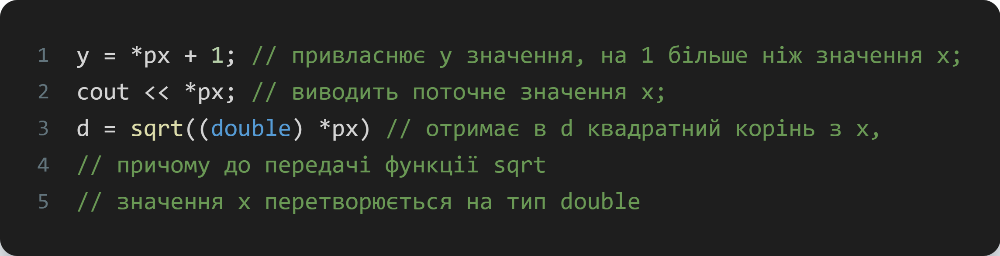 1 y = *px + 1; // привласнює y значення, на 1 більше ніж значення x;
2 cout << *px; // виводить поточне значення x;
3 d = sqrt((double) *px) // отримає в d квадратний корінь з x,
4 // причому до передачі функції sqrt
5 // значення x перетворюється на тип double